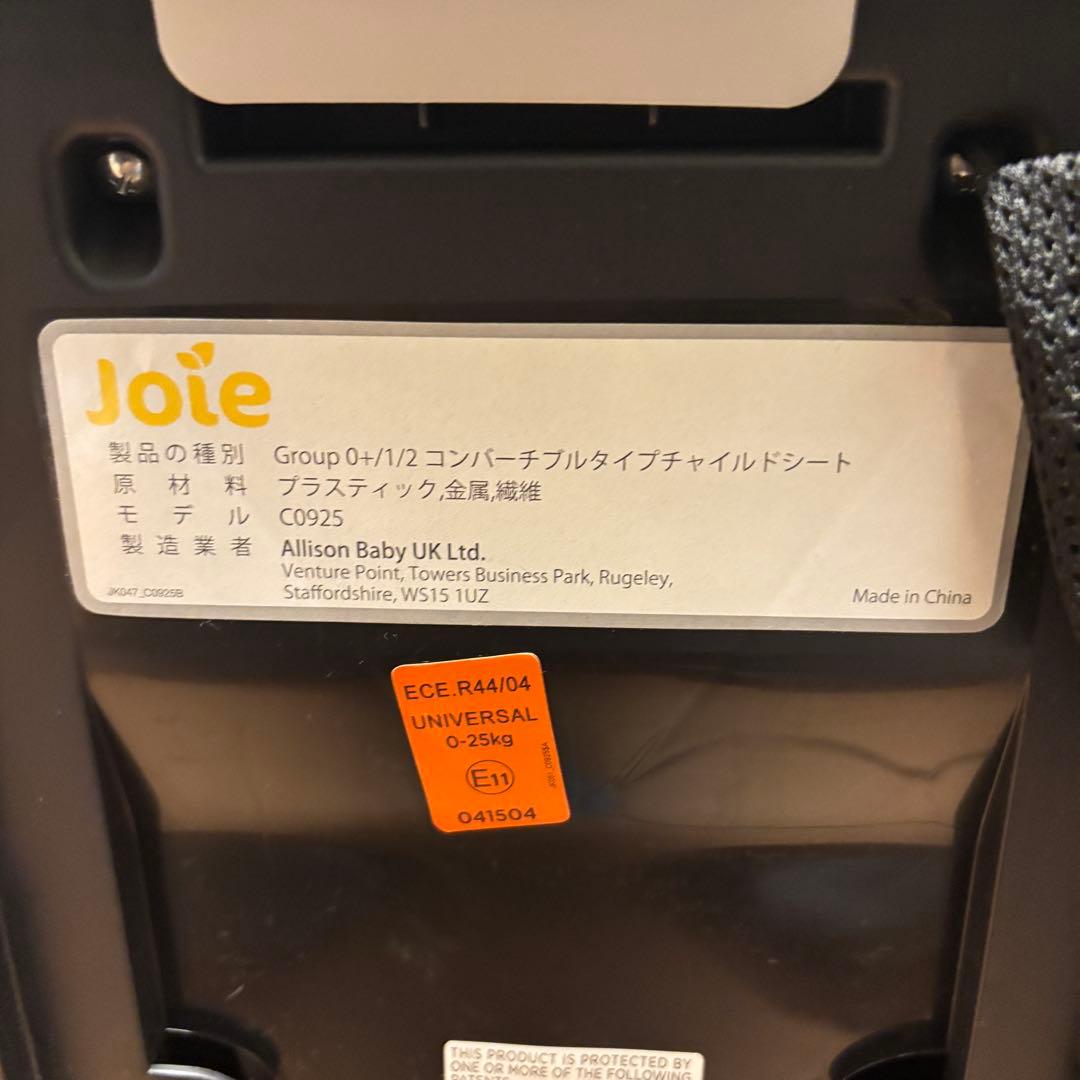 Joie
製品の種別 Group 0+/1/2 コンバーチブルタイプチャイルドシート
原材料 プラスティック,金属,繊維
モデル C0925
製造業者 Allison Baby UK Ltd.
Venture Point, Towers Business Park, Rugeley,
Staffordshire, WS15 1UZ
JK047_C0925B
Made in China
ECE.R44/04
UNIVERSAL
0-25kg
E11
041504
THIS PRODUCT IS PROTECTED BY
ONE OR MORE OF THE FOLLOWING
PATENTS